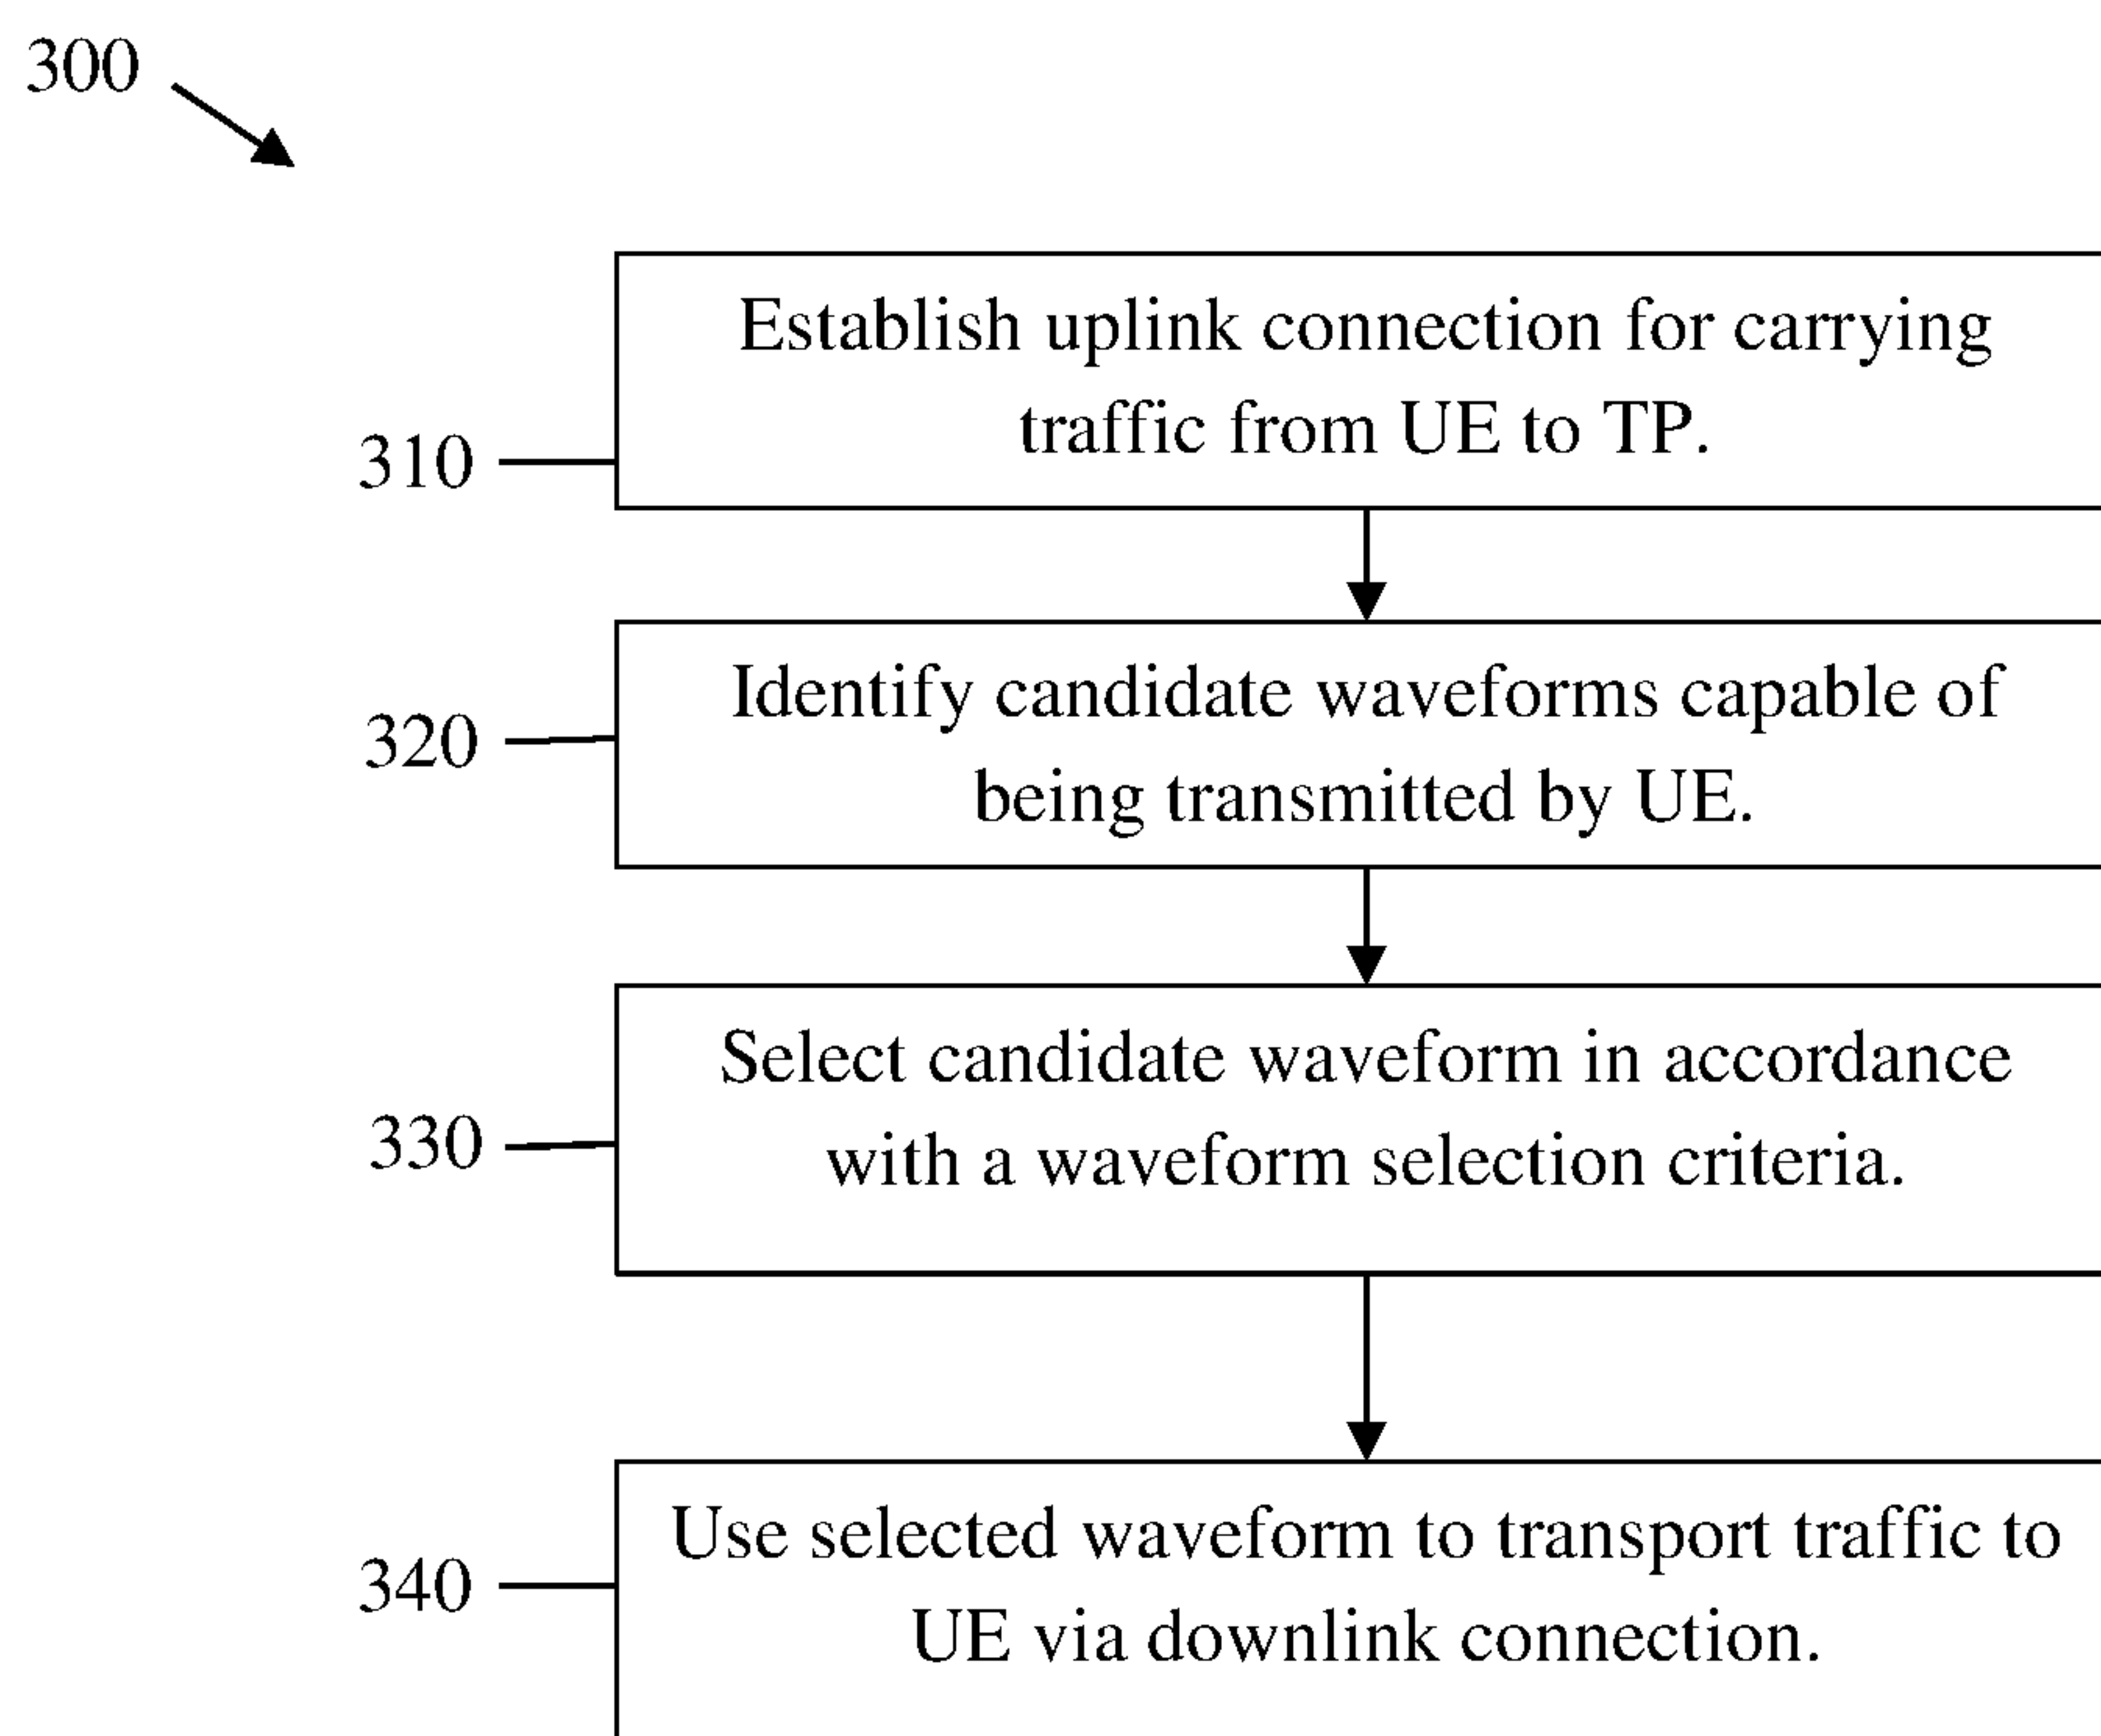 300
Establish uplink connection for carrying
traffic from UE to TP.
310
Identify candidate waveforms capable of
being transmitted by UE.
320
Select candidate waveform in accordance
with a waveform selection criteria.
330
Use selected waveform to transport traffic to
UE via downlink connection.
340